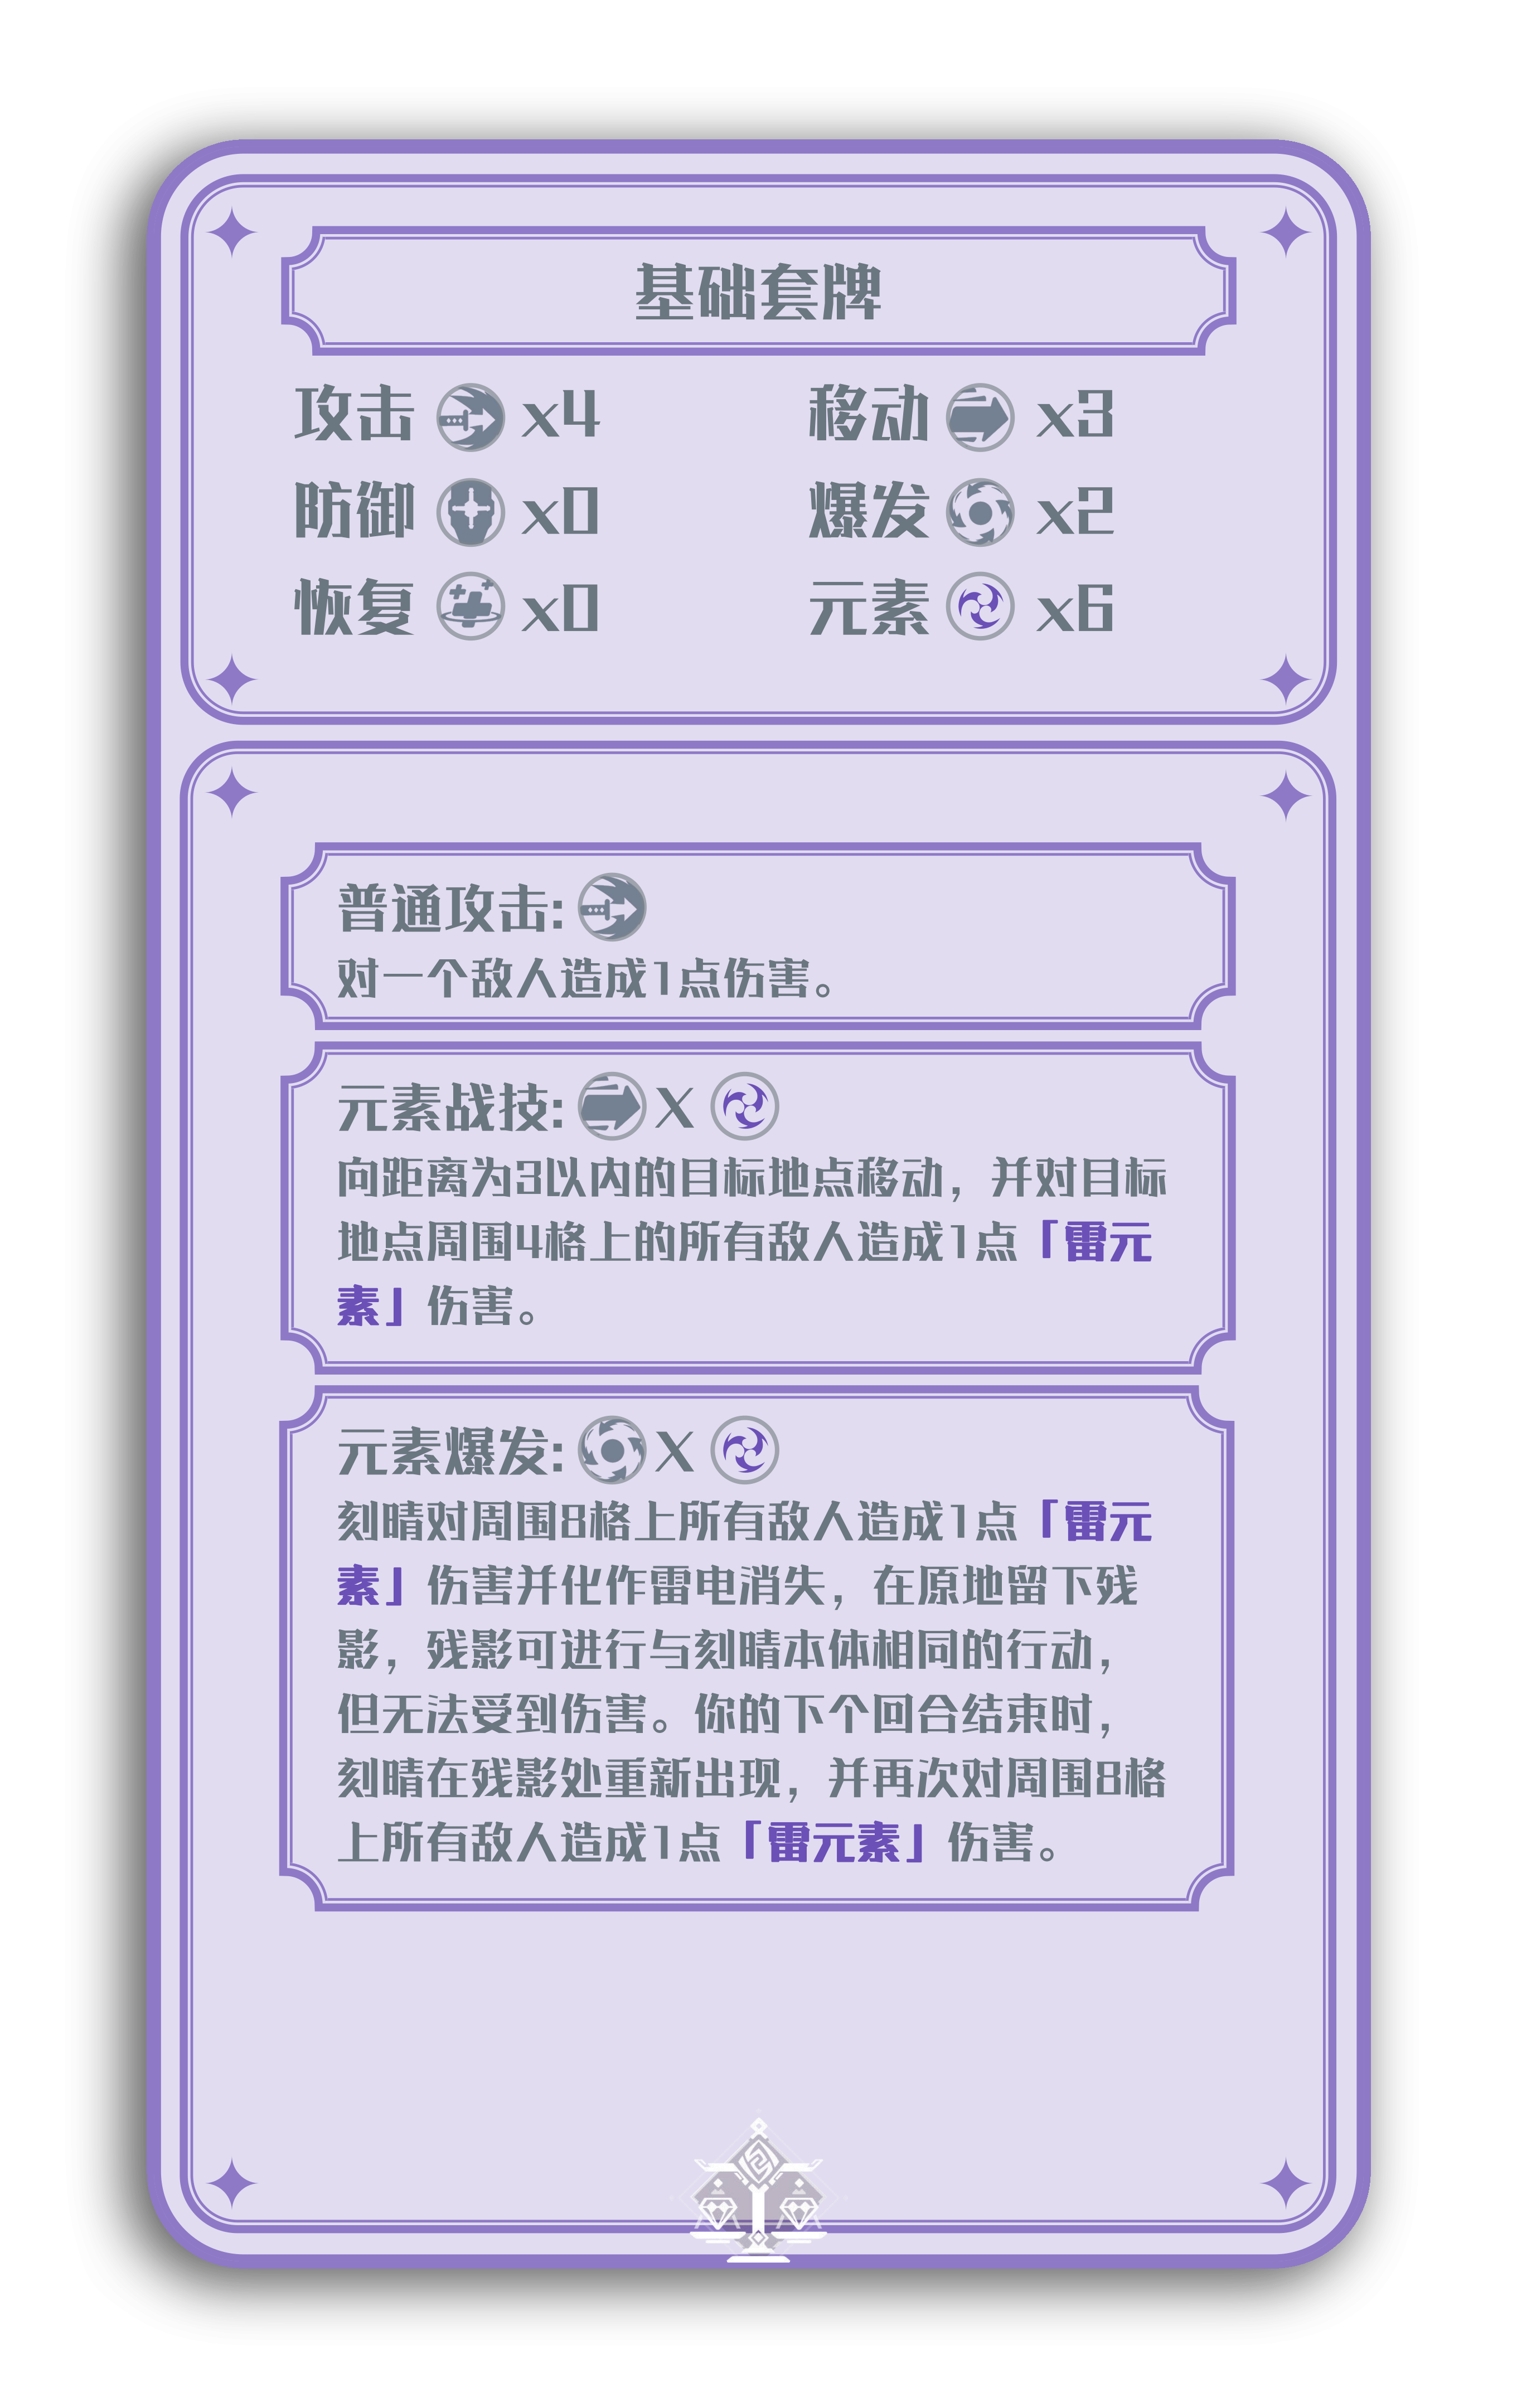 基础套牌
攻击 x4 移动 x3
防御 x0 爆发 x2
恢复 x0 元素 x6
普通攻击:
对一个敌人造成1点伤害。
元素战技: X
向距离为3以内的目标地点移动，并对目标
地点周围4格上的所有敌人造成1点「雷元
素」伤害。
元素爆发: X
刻晴对周围8格上所有敌人造成1点「雷元
素」伤害并化作雷电消失，在原地留下残
影，残影可进行与刻晴本体相同的行动，
但无法受到伤害。你的下个回合结束时，
刻晴在残影处重新出现，并再次对周围8格
上所有敌人造成1点「雷元素」伤害。